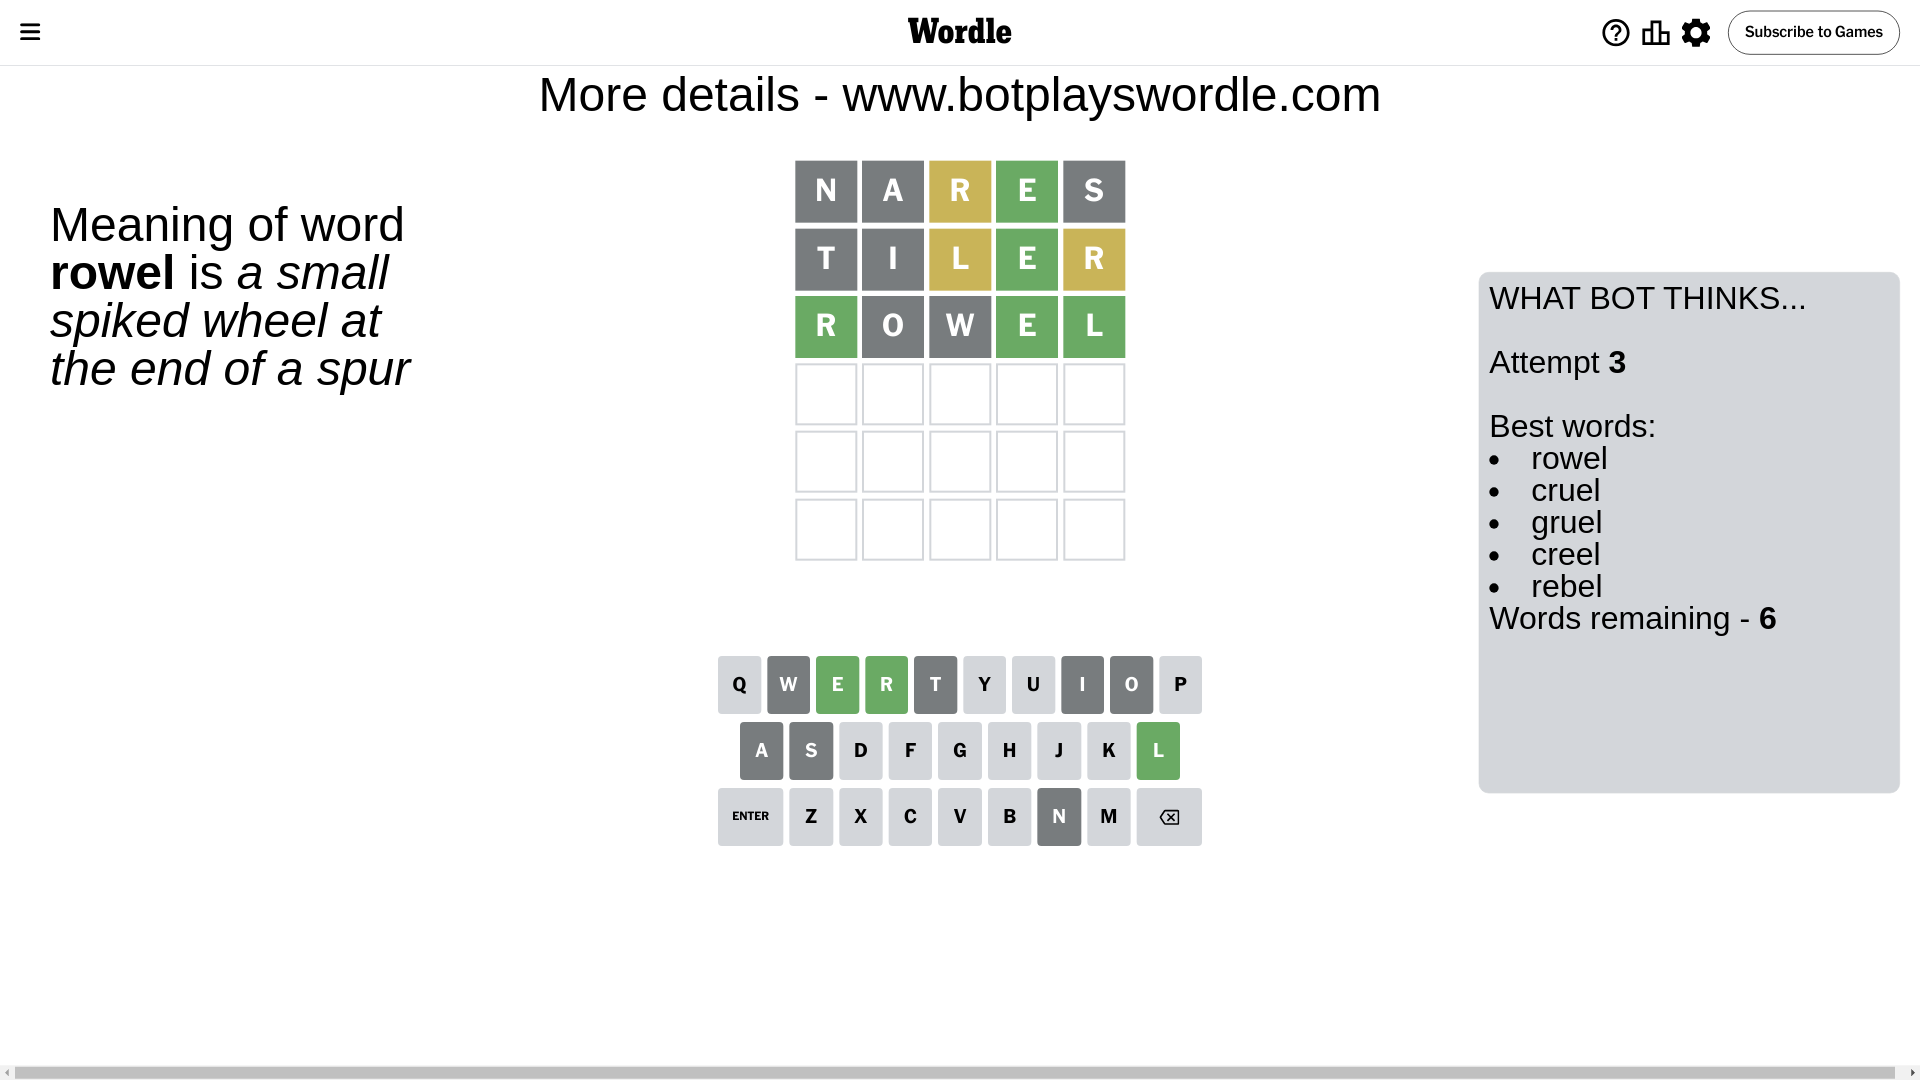 Wordle
Subscribe to Games
More details - www.botplayswordle.com
Meaning of word
rowel is a small
spiked wheel at
the end of a spur
N A R E S
T I L E R
R O W E L
WHAT BOT THINKS...
Attempt 3
Best words:
• rowel
• cruel
• gruel
• creel
• rebel
Words remaining - 6
Q W E R T Y U I O P
A S D F G H J K L
ENTER Z X C V B N M